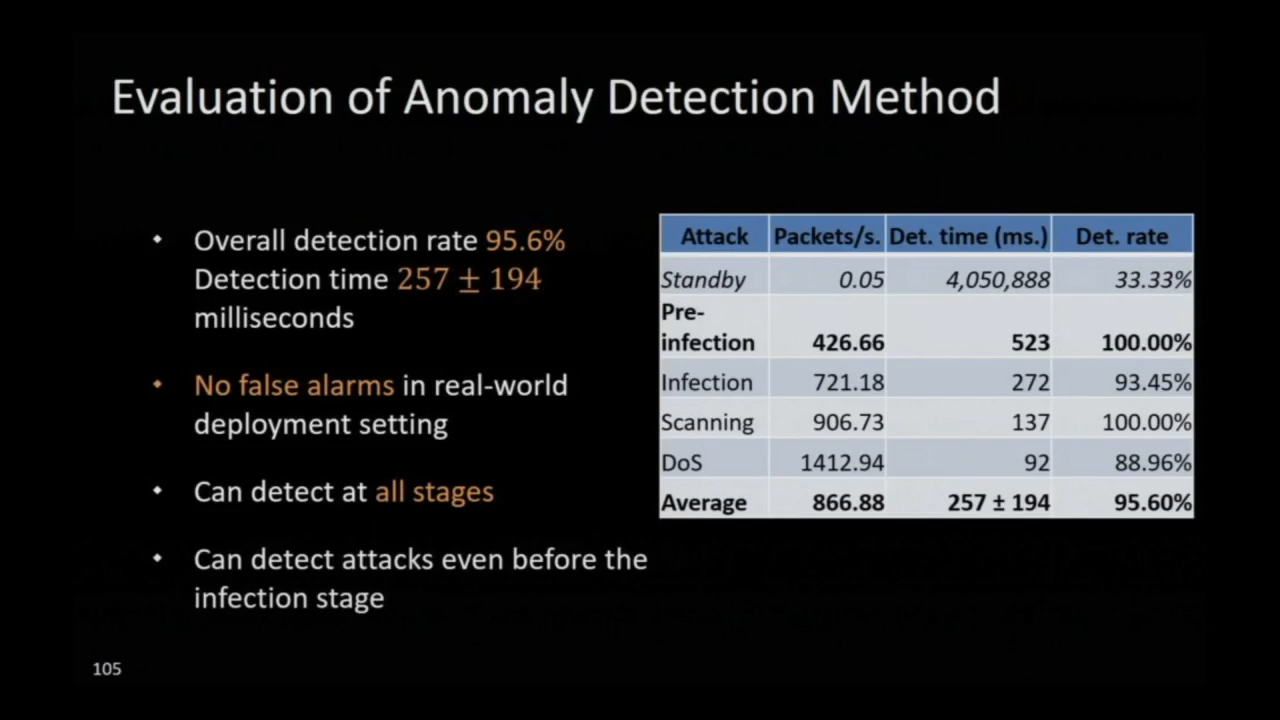 Evaluation of Anomaly Detection Method
• Overall detection rate 95.6%
Detection time 257 ± 194
milliseconds
• No false alarms in real-world
deployment setting
• Can detect at all stages
• Can detect attacks even before the
infection stage
Attack Packets/s. Det. time (ms.) Det. rate
Standby 0.05 4,050,888 33.33%
Pre-
infection 426.66 523 100.00%
Infection 721.18 272 93.45%
Scanning 906.73 137 100.00%
DoS 1412.94 92 88.96%
Average 866.88 257 ± 194 95.60%
105